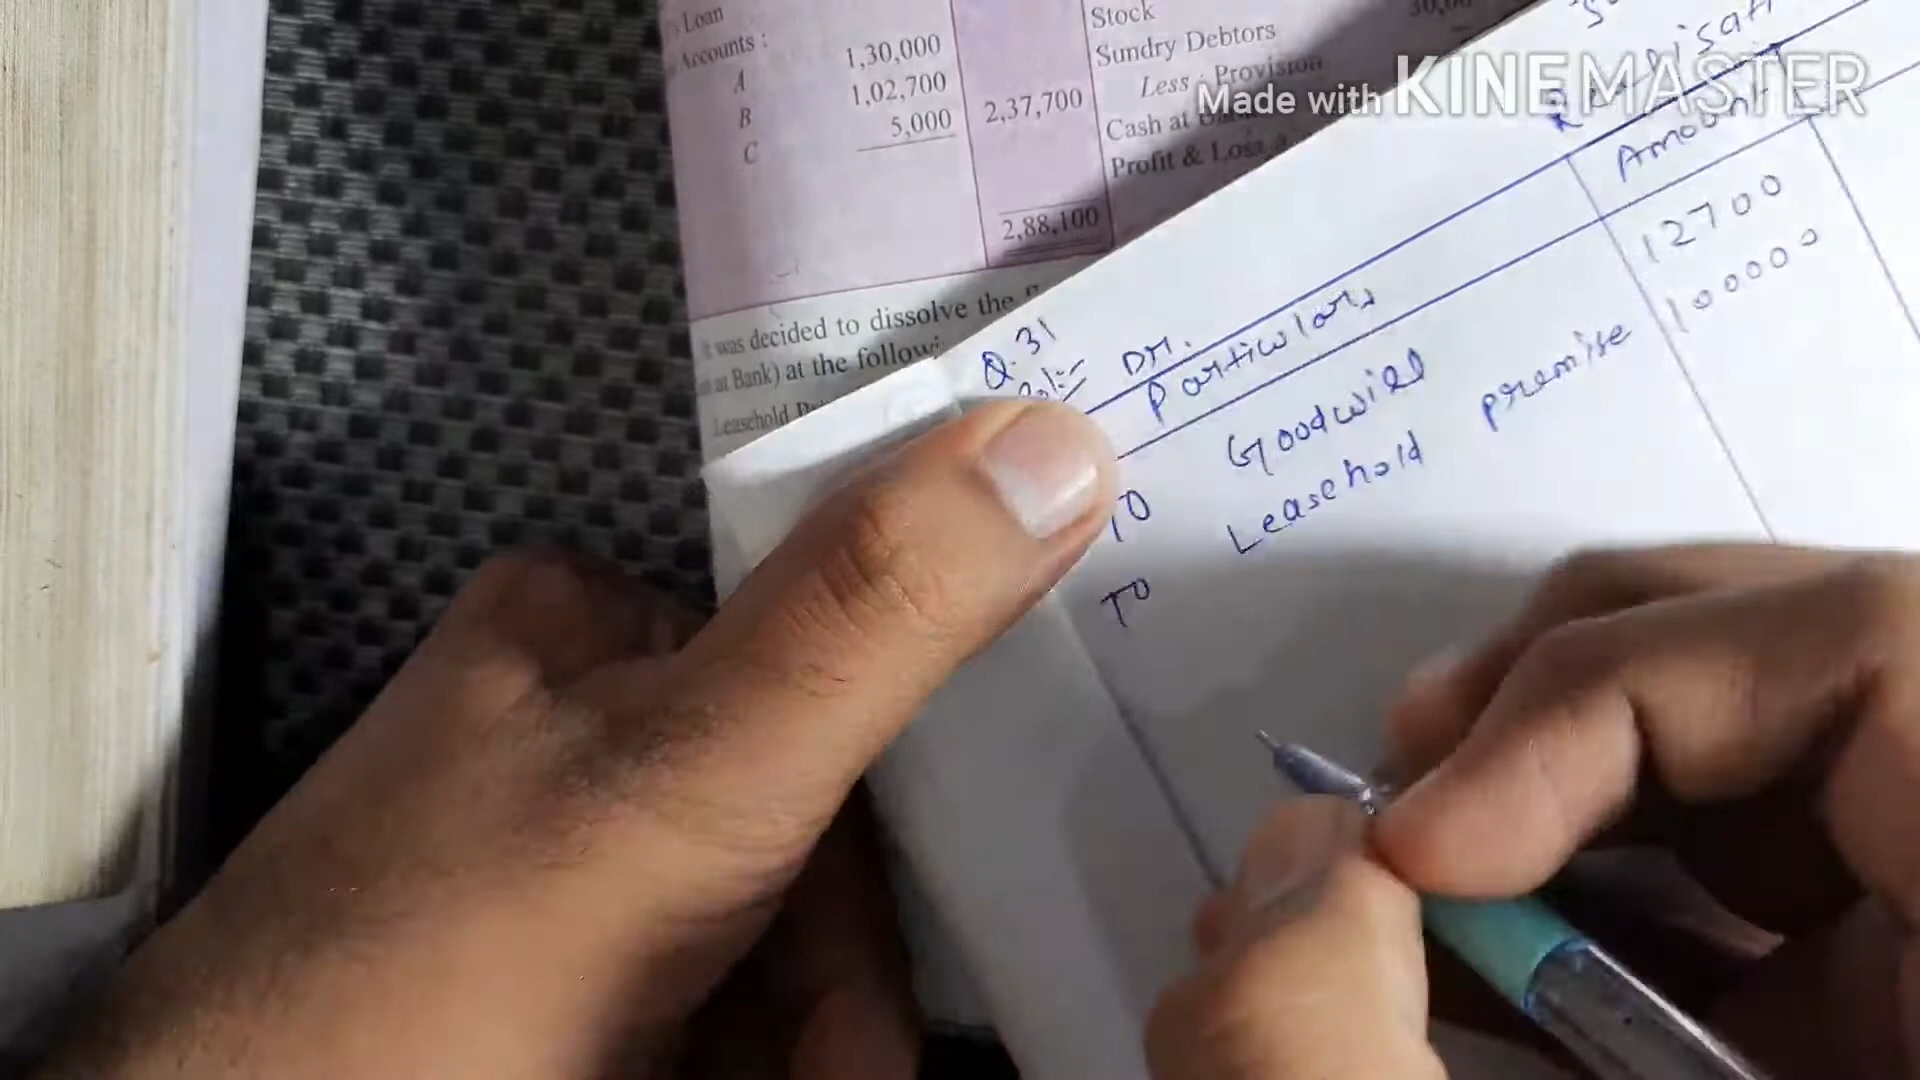 Loan
Accounts :
A 1,30,000
B 1,02,700
C 5,000 2,37,700
2,88,100
Stock
Sundry Debtors
Less : Provision
Cash at
Profit & Loss
was decided to dissolve the
at Bank) at the
Leasehold
Made with KINEMASTER
Q.31
Dr.
Particulars
Amount
To Goodwill 12700
To Leasehold premise 100000
To